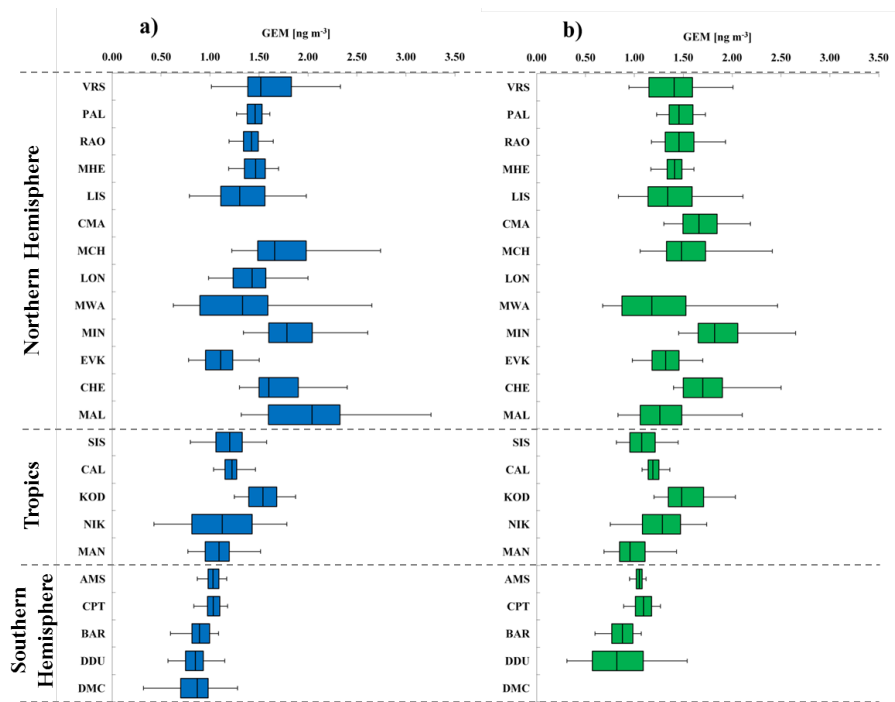 a)
GEM [ng m-3]
0.00 0.50 1.00 1.50 2.00 2.50 3.00 3.50
b)
GEM [ng m-3]
0.00 0.50 1.00 1.50 2.00 2.50 3.00 3.50
Northern Hemisphere
VRS
PAL
RAO
MHE
LIS
CMA
MCH
LON
MWA
MIN
EVK
CHE
MAL
Tropics
SIS
CAL
KOD
NIK
MAN
Southern
Hemisphere
AMS
CPT
BAR
DDU
DMC
VRS
PAL
RAO
MHE
LIS
CMA
MCH
LON
MWA
MIN
EVK
CHE
MAL
SIS
CAL
KOD
NIK
MAN
AMS
CPT
BAR
DDU
DMC